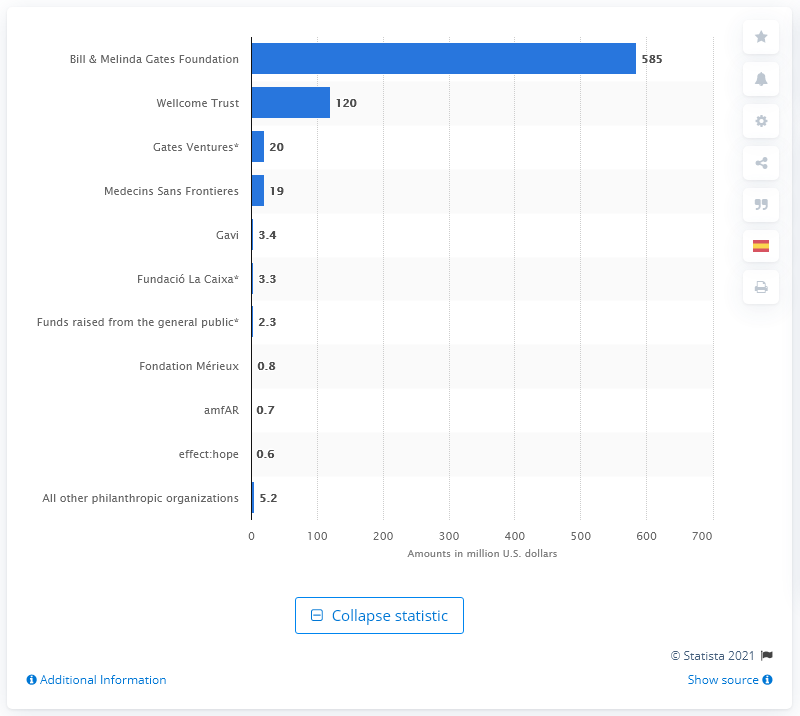 Bill & Melinda Gates Foundation 585
Wellcome Trust 120
Gates Ventures* 20
Medecins Sans Frontieres 19
Gavi 3.4
Fundació La Caixa* 3.3
Funds raised from the general public* 2.3
Fondation Mérieux 0.8
amfAR 0.7
effect:hope 0.6
All other philanthropic organizations 5.2
0 100 200 300 400 500 600 700
Amounts in million U.S. dollars
Collapse statistic
© Statista 2021
Additional Information
Show source